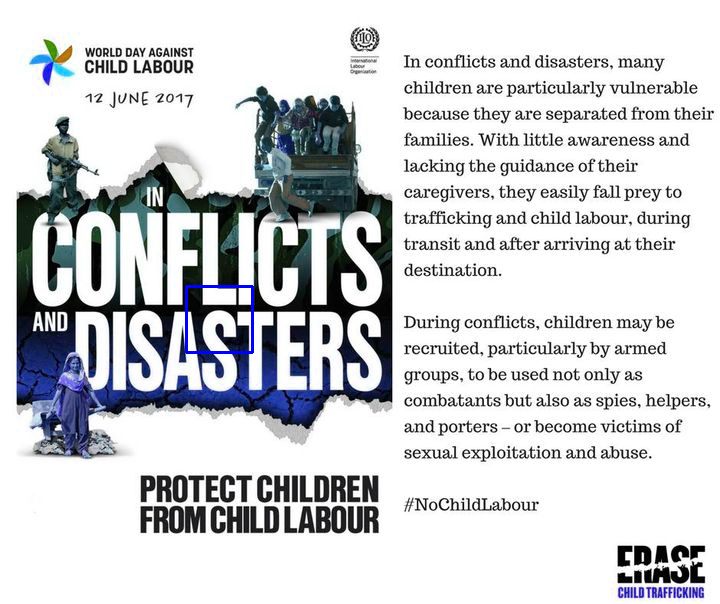 WORLD DAY AGAINST
CHILD LABOUR
12 JUNE 2017
International
Labour
Organization
IN
CONFLICTS
AND DISASTERS
PROTECT CHILDREN
FROM CHILD LABOUR
In conflicts and disasters, many
children are particularly vulnerable
because they are separated from their
families. With little awareness and
lacking the guidance of their
caregivers, they easily fall prey to
trafficking and child labour, during
transit and after arriving at their
destination.
During conflicts, children may be
recruited, particularly by armed
groups, to be used not only as
combatants but also as spies, helpers,
and porters – or become victims of
sexual exploitation and abuse.
#NoChildLabour
ERASE
CHILD TRAFFICKING